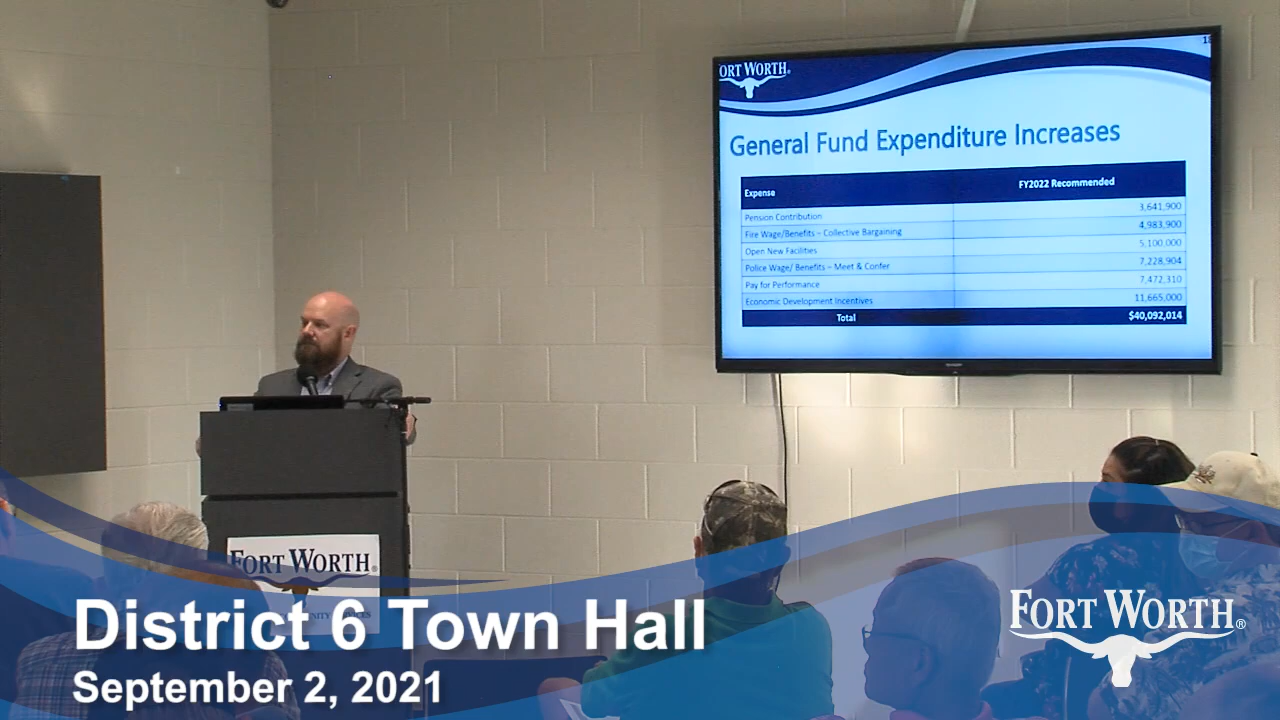 FORT WORTH®
General Fund Expenditure Increases
Expense FY2022 Recommended
Pension Contribution 3,641,900
Fire Wage/Benefits – Collective Bargaining 4,983,900
Open New Facilities 5,100,000
Police Wage/ Benefits – Meet & Confer 7,228,904
Pay for Performance 7,472,310
Economic Development Incentives 11,665,000
Total $40,092,014
FORT WORTH®
District 6 Town Hall
September 2, 2021
FORT WORTH®